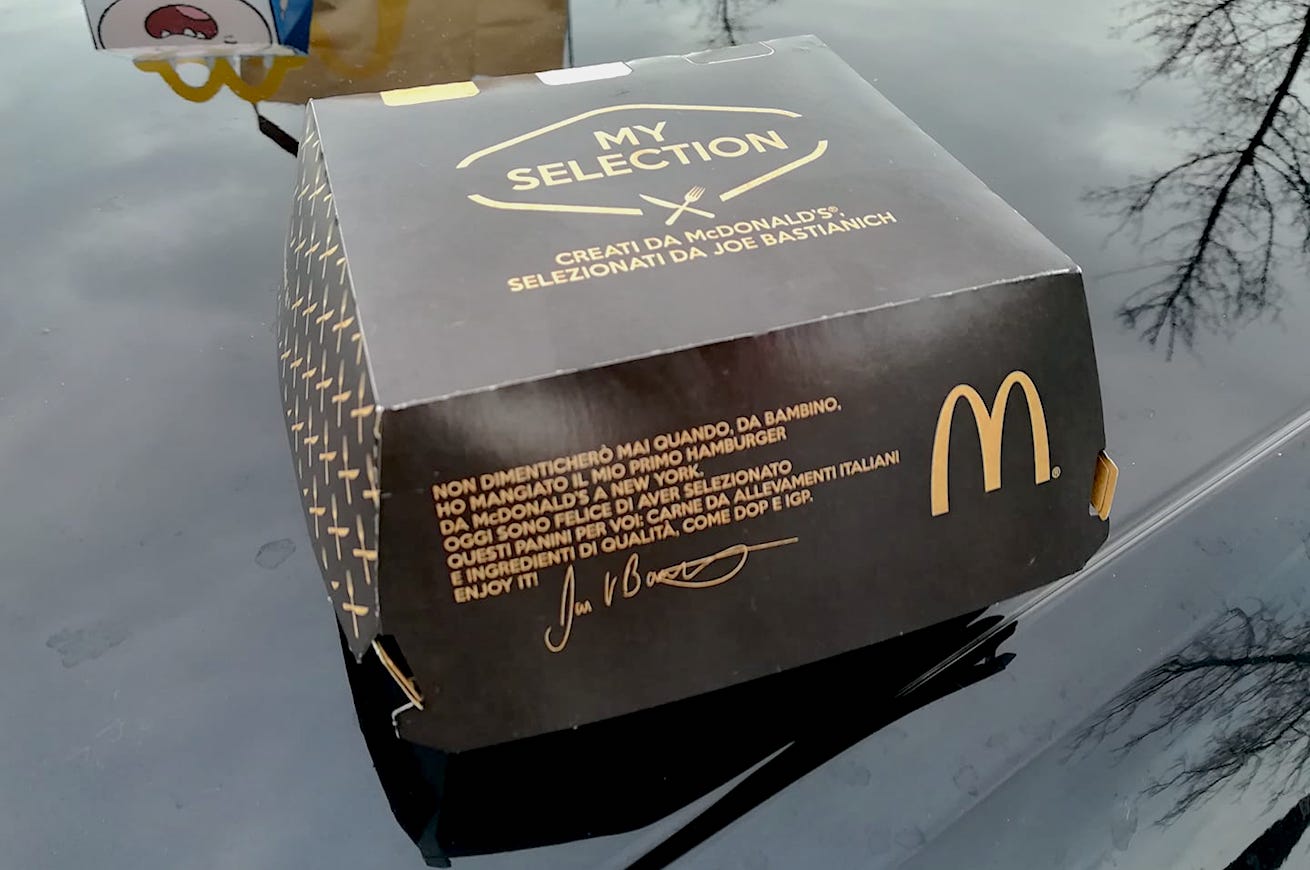 MY
SELECTION
CREATI DA McDONALD'S®,
SELEZIONATI DA JOE BASTIANICH
NON DIMENTICHERÒ MAI QUANDO, DA BAMBINO,
HO MANGIATO IL MIO PRIMO HAMBURGER
DA McDONALD'S A NEW YORK.
OGGI SONO FELICE DI AVER SELEZIONATO
QUESTI PANINI PER VOI: CARNE DA ALLEVAMENTI ITALIANI
E INGREDIENTI DI QUALITÀ, COME DOP E IGP.
ENJOY IT!
®